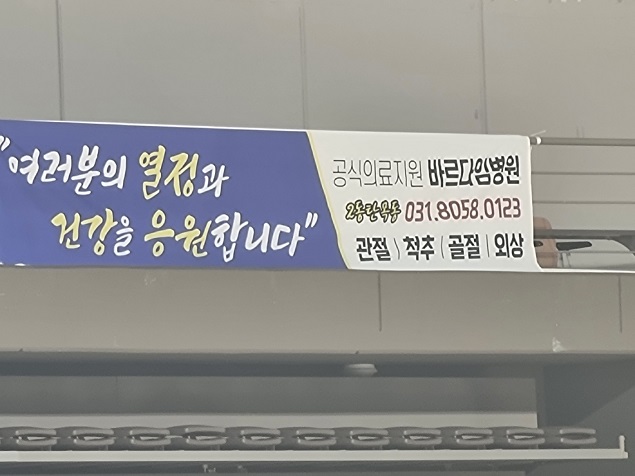 "여러분의 열정과
건강을 응원합니다"
공식의료지원 바르다임병원
031.8058.0123
관절 | 척추 | 골절 | 외상